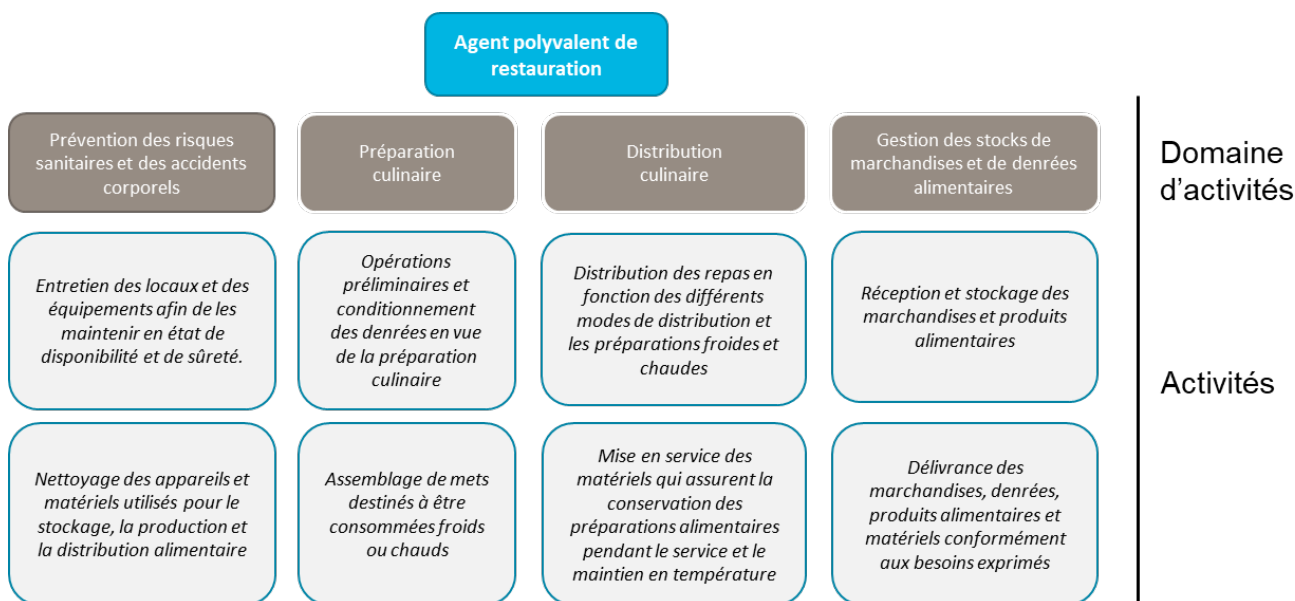 Agent polyvalent de
restauration
Prévention des risques
sanitaires et des accidents
corporels
Préparation
culinaire
Distribution
culinaire
Gestion des stocks de
marchandises et de denrées
alimentaires
Domaine
d’activités
Entretien des locaux et des
équipements afin de les
maintenir en état de
disponibilité et de sûreté.
Opérations
préliminaires et
conditionnement
des denrées en vue
de la préparation
culinaire
Distribution des repas en
fonction des différents
modes de distribution et
les préparations froides et
chaudes
Réception et stockage des
marchandises et produits
alimentaires
Activités
Nettoyage des appareils et
matériels utilisés pour le
stockage, la production et
la distribution alimentaire
Assemblage de mets
destinés à être
consommées froids
ou chauds
Mise en service des
matériels qui assurent la
conservation des
préparations alimentaires
pendant le service et le
maintien en température
Délivrance des
marchandises, denrées,
produits alimentaires et
matériels conformément
aux besoins exprimés